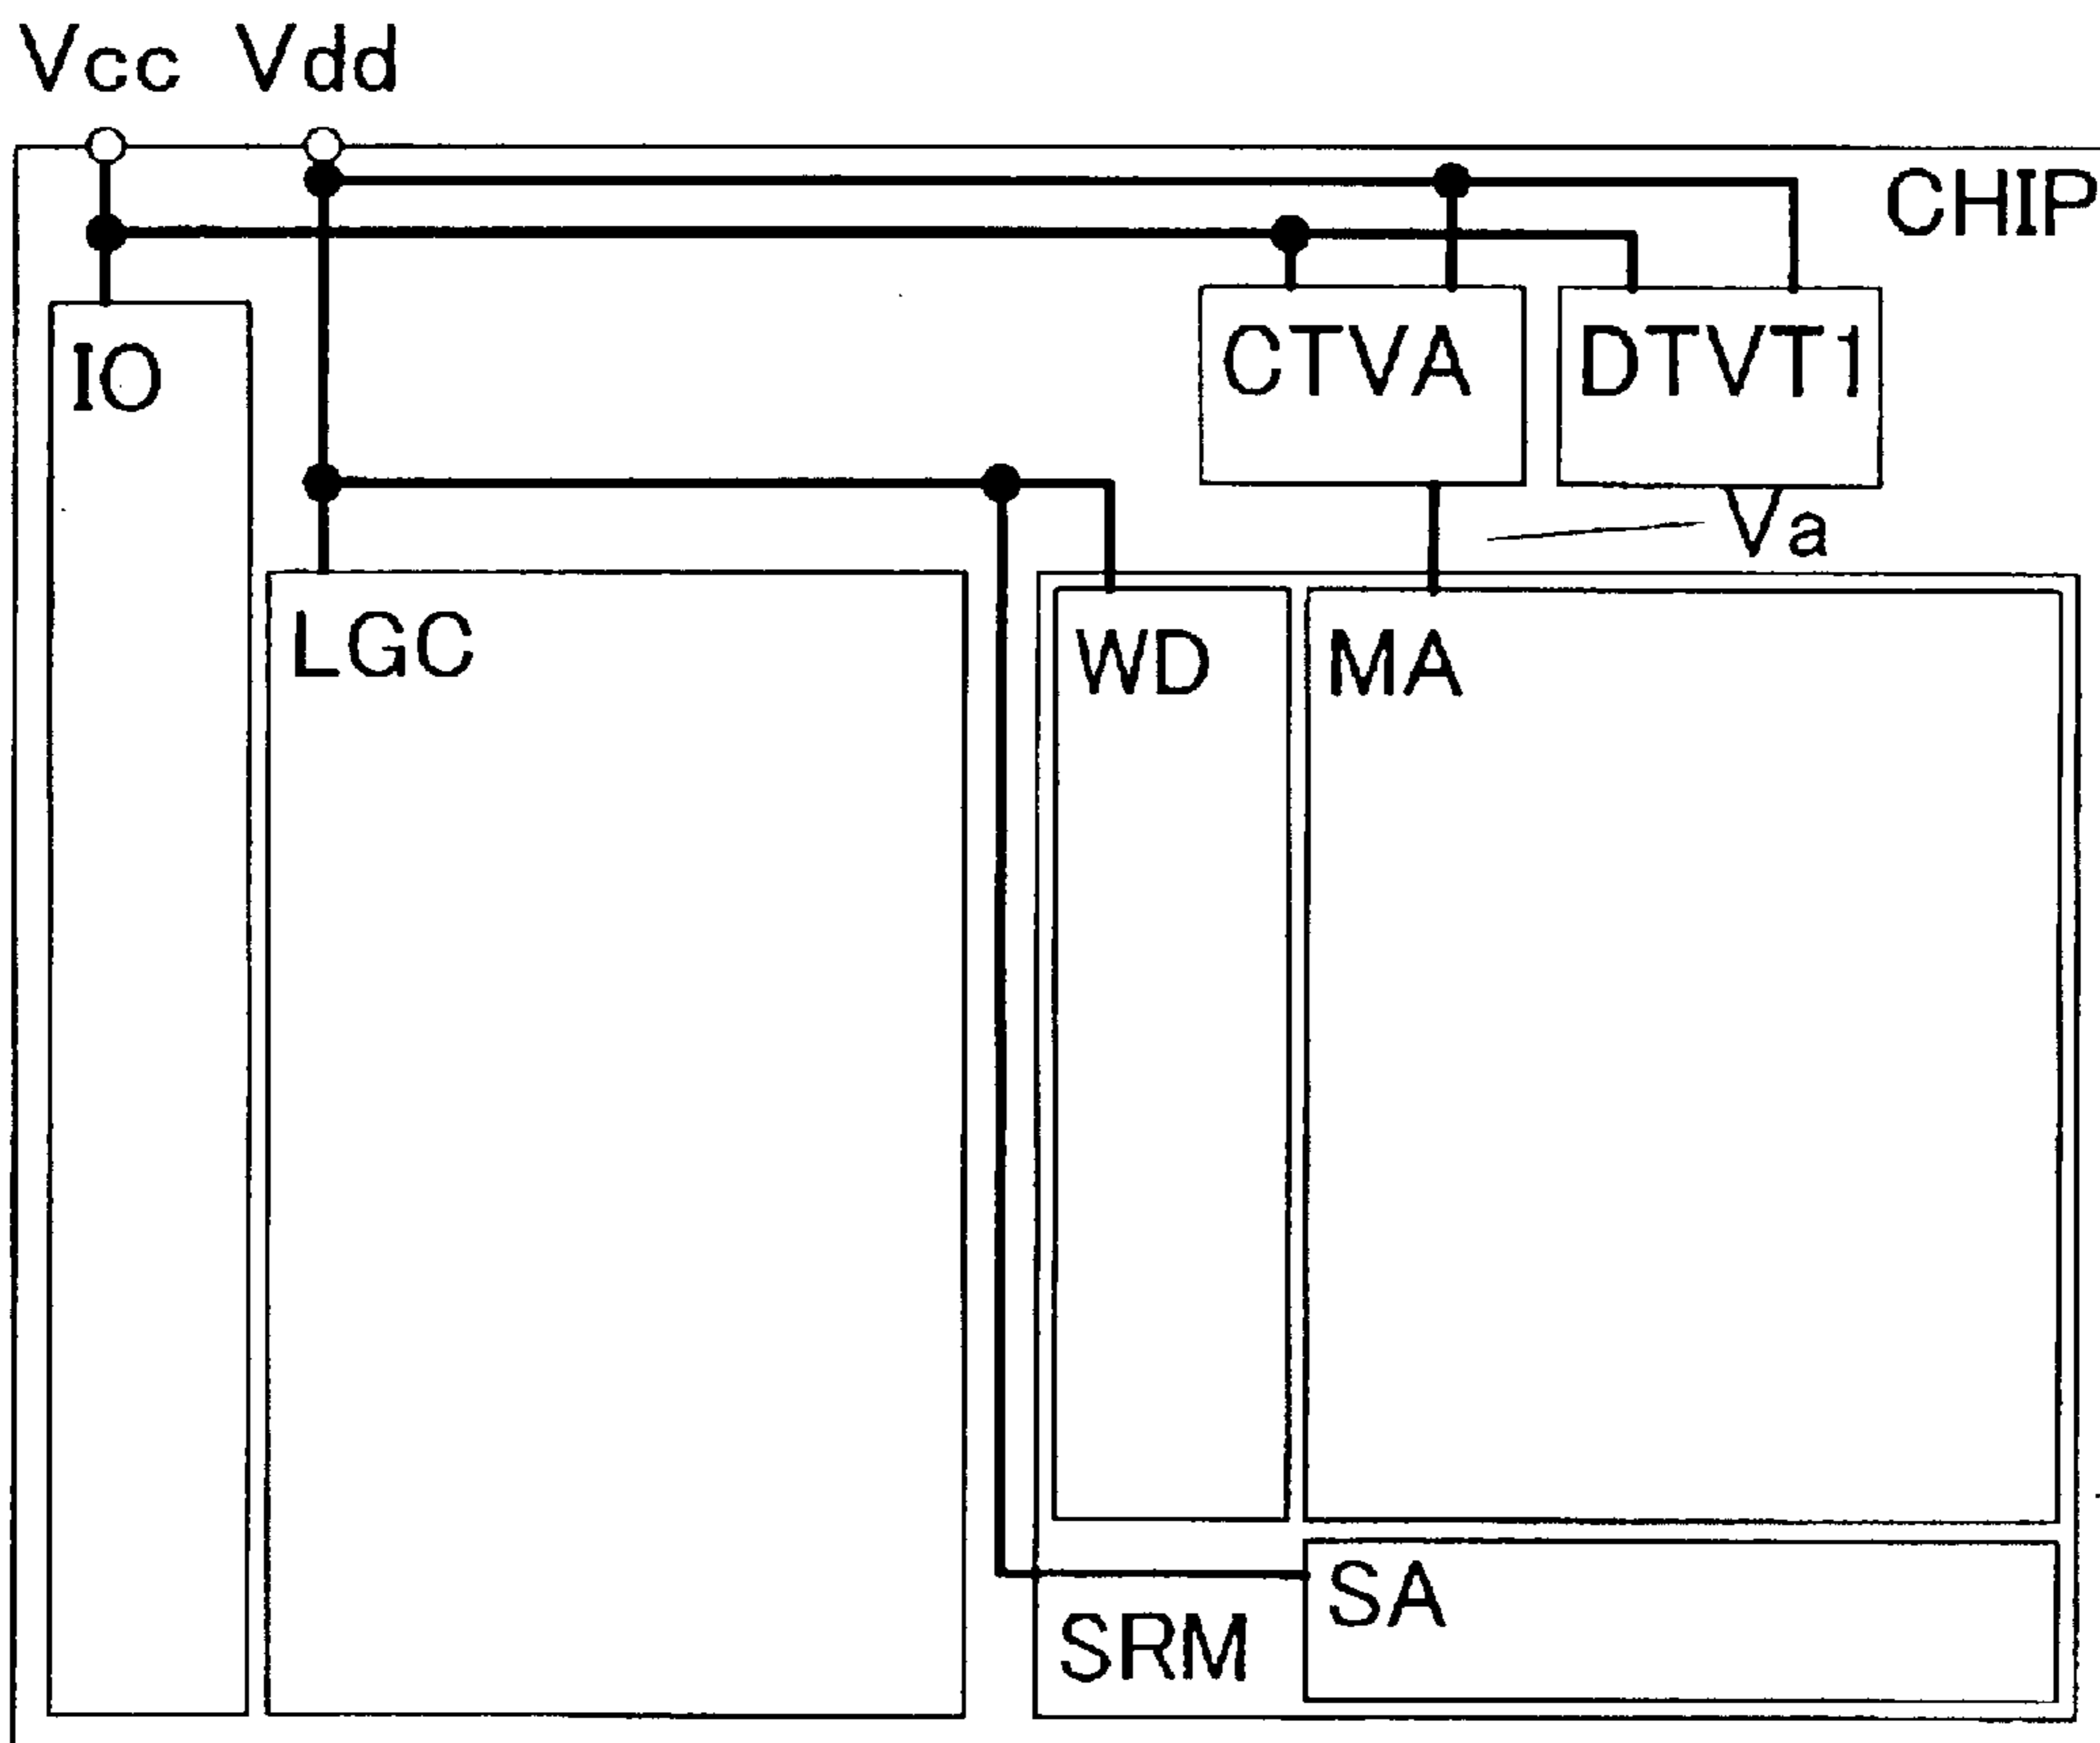 Vcc Vdd
CHIP
IO
CTVA DTVT1
Va
LGC
WD MA
SA
SRM